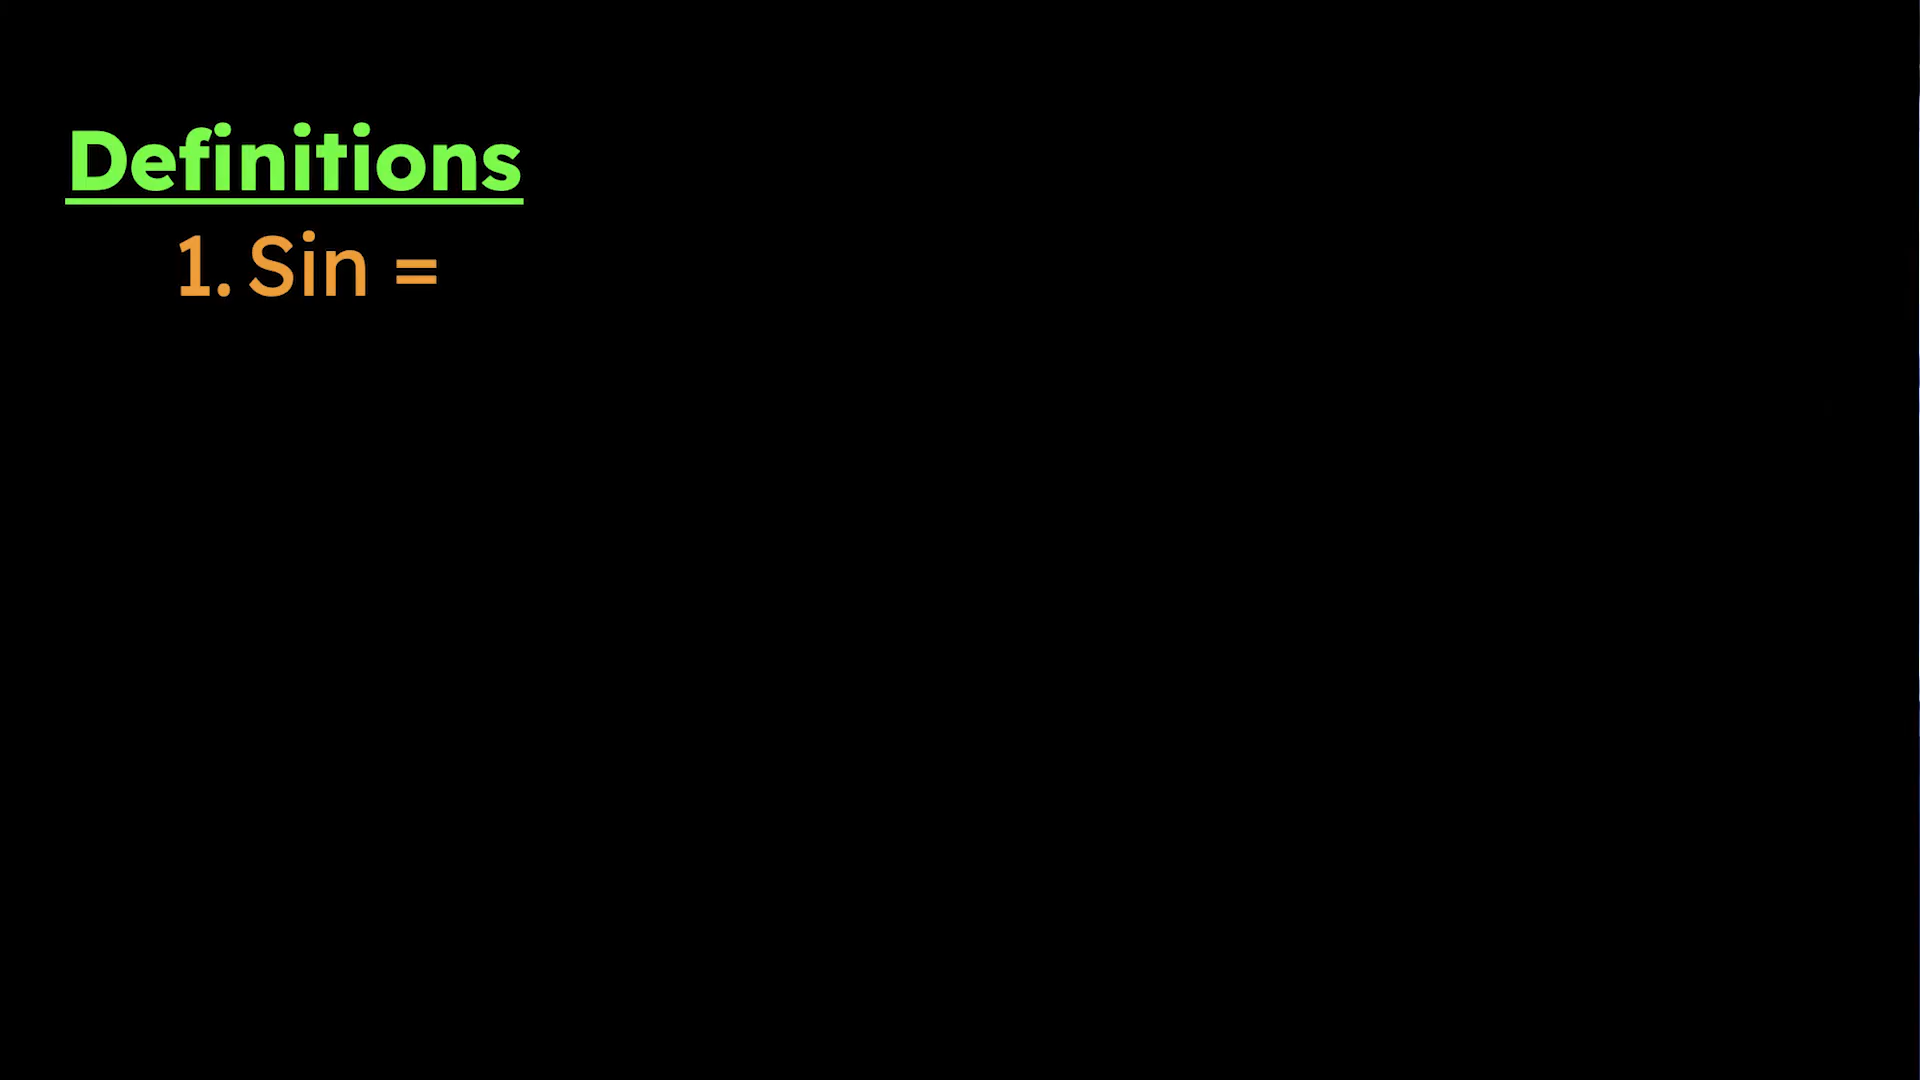 Definitions
1. Sin =